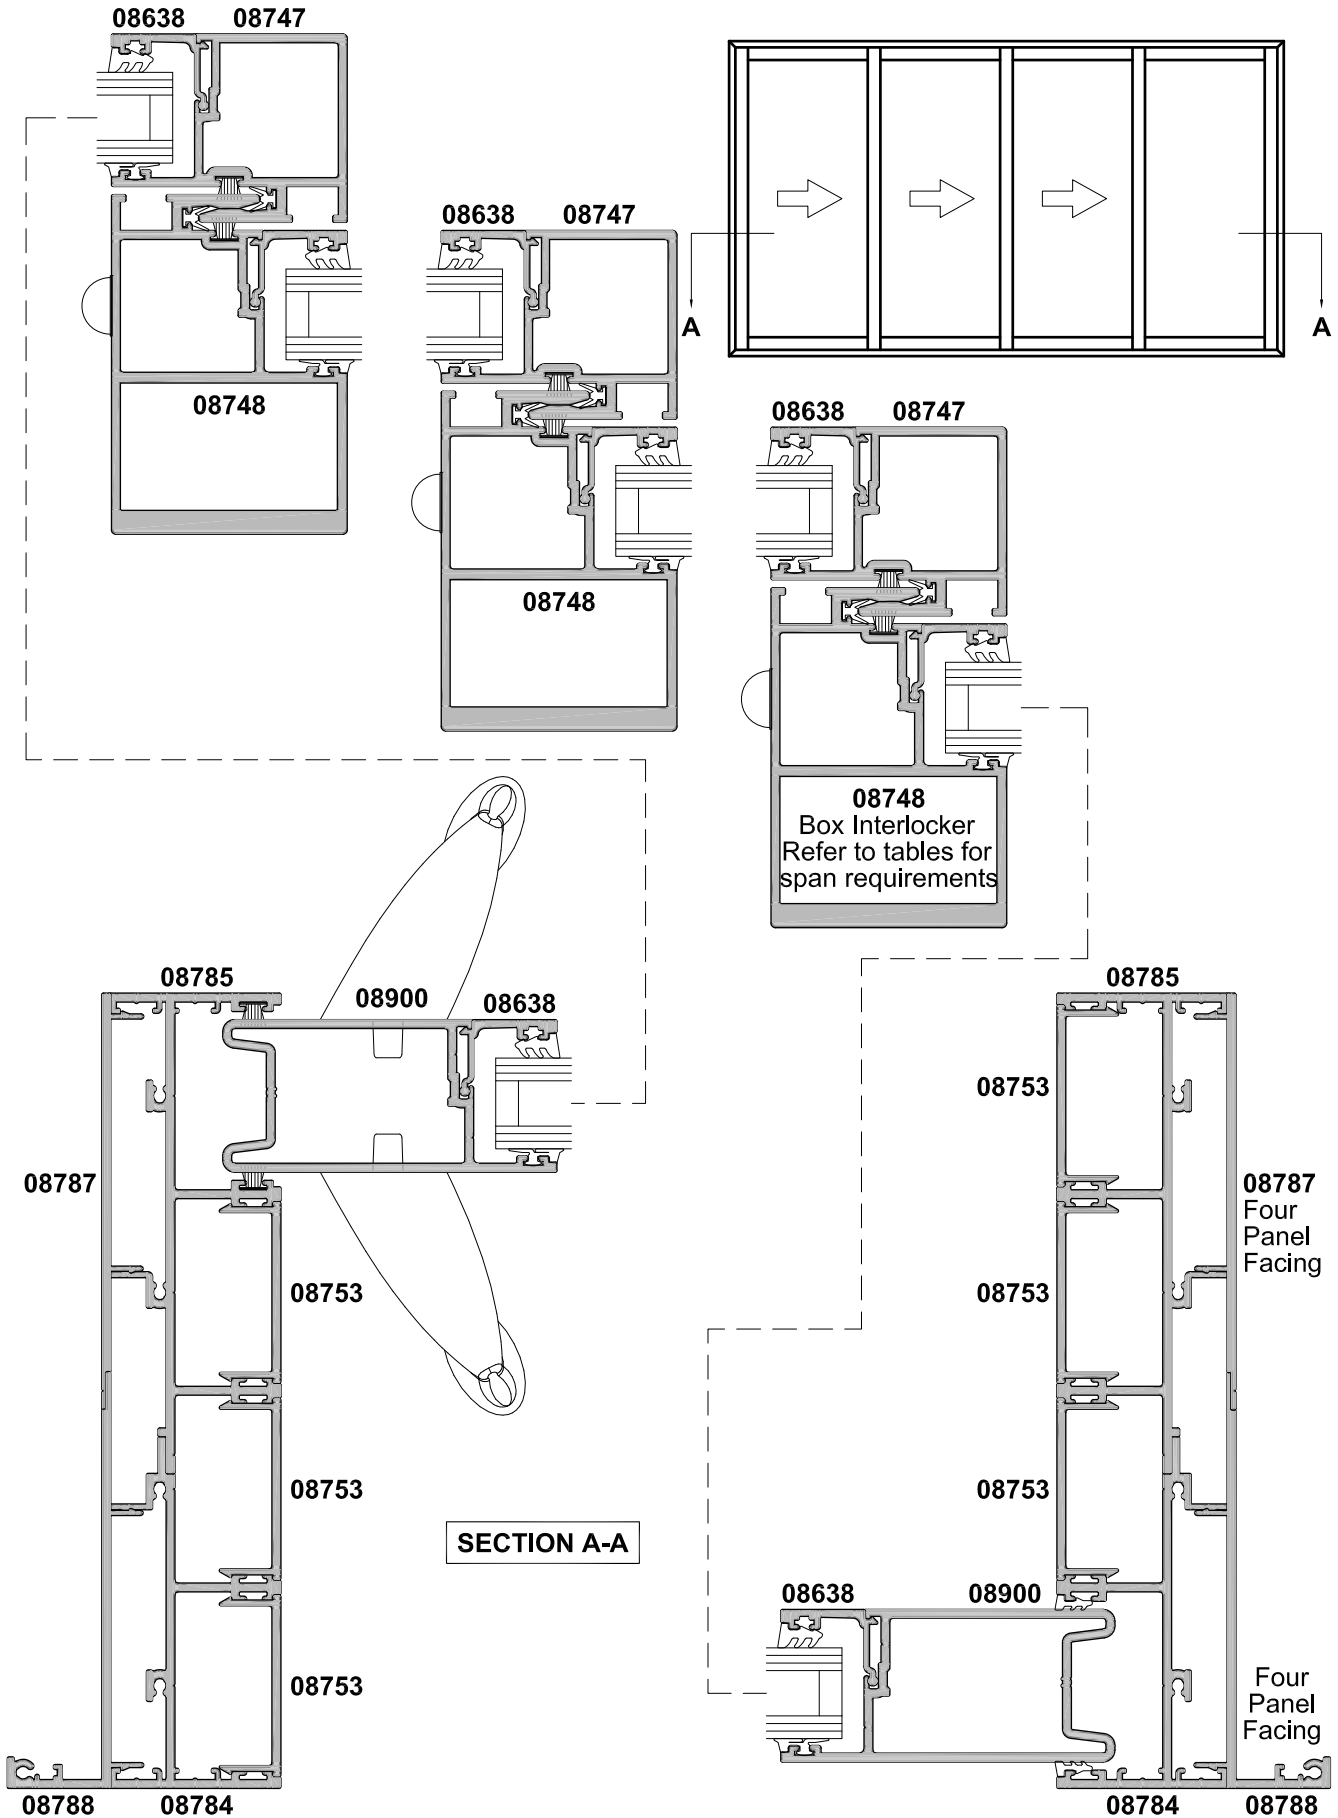 08638 08747
08638 08747
A A
08748
08638 08747
08748
08748
Box Interlocker
Refer to tables for
span requirements
08785
08900 08638
08785
08753
08787
08787
Four
Panel
Facing
08753
08753
08753
08753
SECTION A-A
08638 08900
08753
Four
Panel
Facing
08788 08784
08784 08788